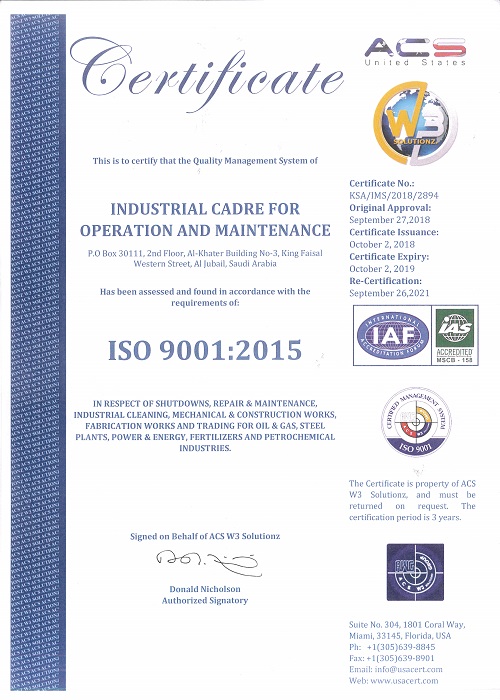 Certificate
ACS
United States
W3
SOLUTIONZ
This is to certify that the Quality Management System of
INDUSTRIAL CADRE FOR
OPERATION AND MAINTENANCE
P.O Box 30111, 2nd Floor, Al-Khater Building No-3, King Faisal
Western Street, Al Jubail, Saudi Arabia
Has been assessed and found in accordance with the
requirements of:
ISO 9001:2015
IN RESPECT OF SHUTDOWNS, REPAIR & MAINTENANCE,
INDUSTRIAL CLEANING, MECHANICAL & CONSTRUCTION WORKS,
FABRICATION WORKS AND TRADING FOR OIL & GAS, STEEL
PLANTS, POWER & ENERGY, FERTILIZERS AND PETROCHEMICAL
INDUSTRIES.
Signed on Behalf of ACS W3 Solutionz
Donald Nicholson
Authorized Signatory
Certificate No.:
KSA/IMS/2018/2894
Original Approval:
September 27,2018
Certificate Issuance:
October 2, 2018
Certificate Expiry:
October 2, 2019
Re-Certification:
September 26,2021
INTERNATIONAL
IAF
ACCREDITATION FORUM
IAS
ACCREDITED
MSCB - 158
CERTIFIED MANAGEMENT SYSTEM
ISO 9001
The Certificate is property of ACS
W3 Solutionz, and must be
returned on request. The
certification period is 3 years.
Suite No. 304, 1801 Coral Way,
Miami, 33145, Florida, USA
Ph: +1(305)639-8845
Fax: +1(305)639-8901
Email: info@usacert.com
Web: www.usacert.com